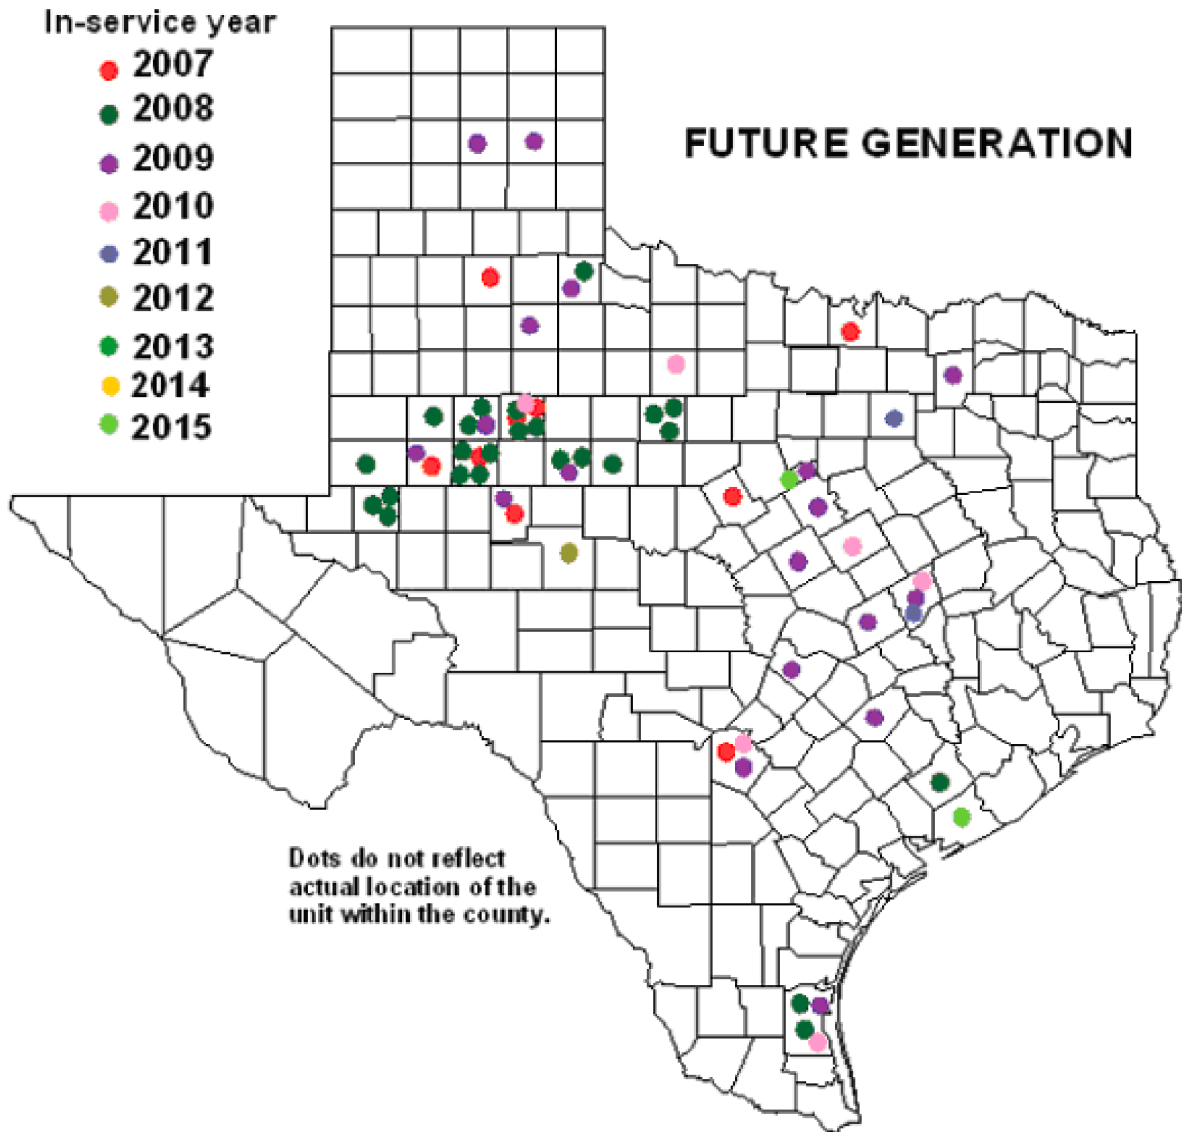 In-service year
2007
2008
2009
2010
2011
2012
2013
2014
2015
FUTURE GENERATION
Dots do not reflect
actual location of the
unit within the county.